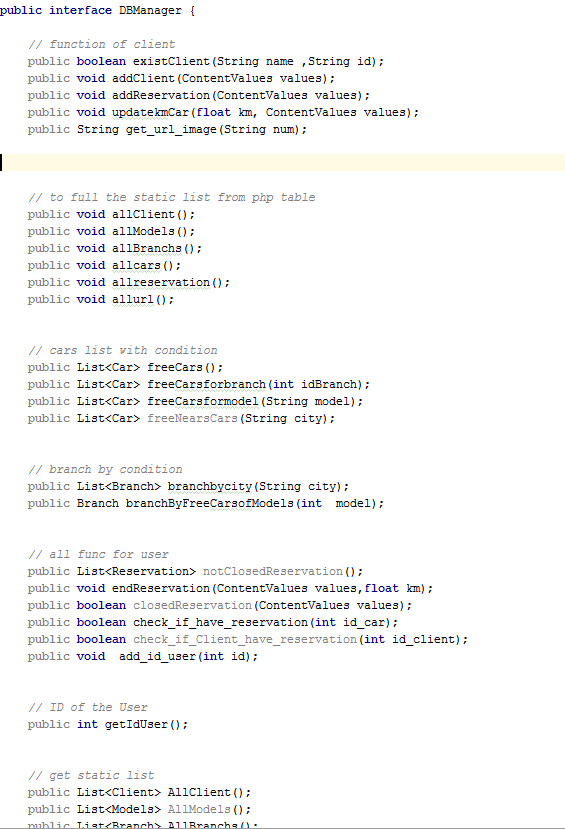 public interface DBManager {
// function of client
public boolean existClient(String name ,String id);
public void addClient(ContentValues values);
public void addReservation(ContentValues values);
public void updatekmCar(float km, ContentValues values);
public String get_url_image(String num);
// to full the static list from php table
public void allClient();
public void allModels();
public void allBranchs();
public void allcars();
public void allreservation();
public void allurl();
// cars list with condition
public List<Car> freeCars();
public List<Car> freeCarsforbranch(int idBranch);
public List<Car> freeCarsformodel(String model);
public List<Car> freeNearsCars(String city);
// branch by condition
public List<Branch> branchbycity(String city);
public Branch branchByFreeCarsofModels(int  model);
// all func for user
public List<Reservation> notClosedReservation();
public void endReservation(ContentValues values,float km);
public boolean closedReservation(ContentValues values);
public boolean check_if_have_reservation(int id_car);
public boolean check_if_Client_have_reservation(int id_client);
public void  add_id_user(int id);
// ID of the User
public int getIdUser();
// get static list
public List<Client> AllClient();
public List<Models> AllModels();
public List<Branch> AllBranchs();